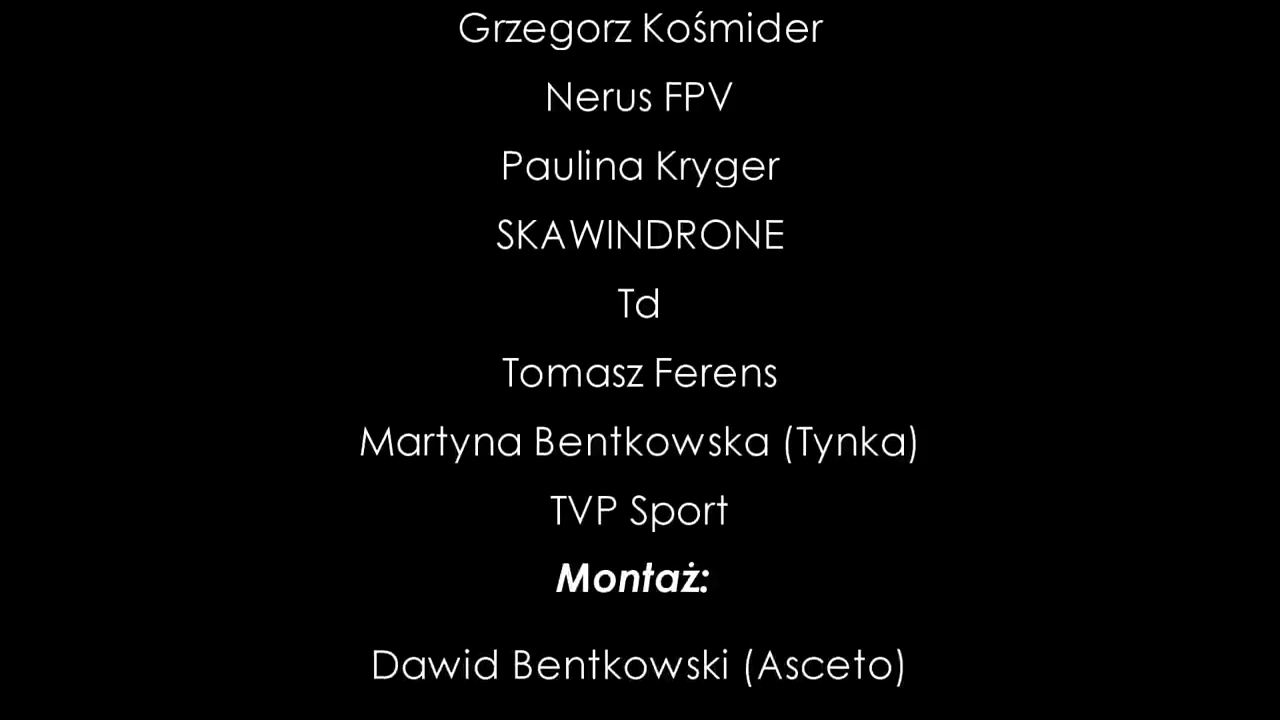 Grzegorz Kośmider
Nerus FPV
Paulina Kryger
SKAWINDRONE
Td
Tomasz Ferens
Martyna Bentkowska (Tynka)
TVP Sport
Montaż:
Dawid Bentkowski (Asceto)